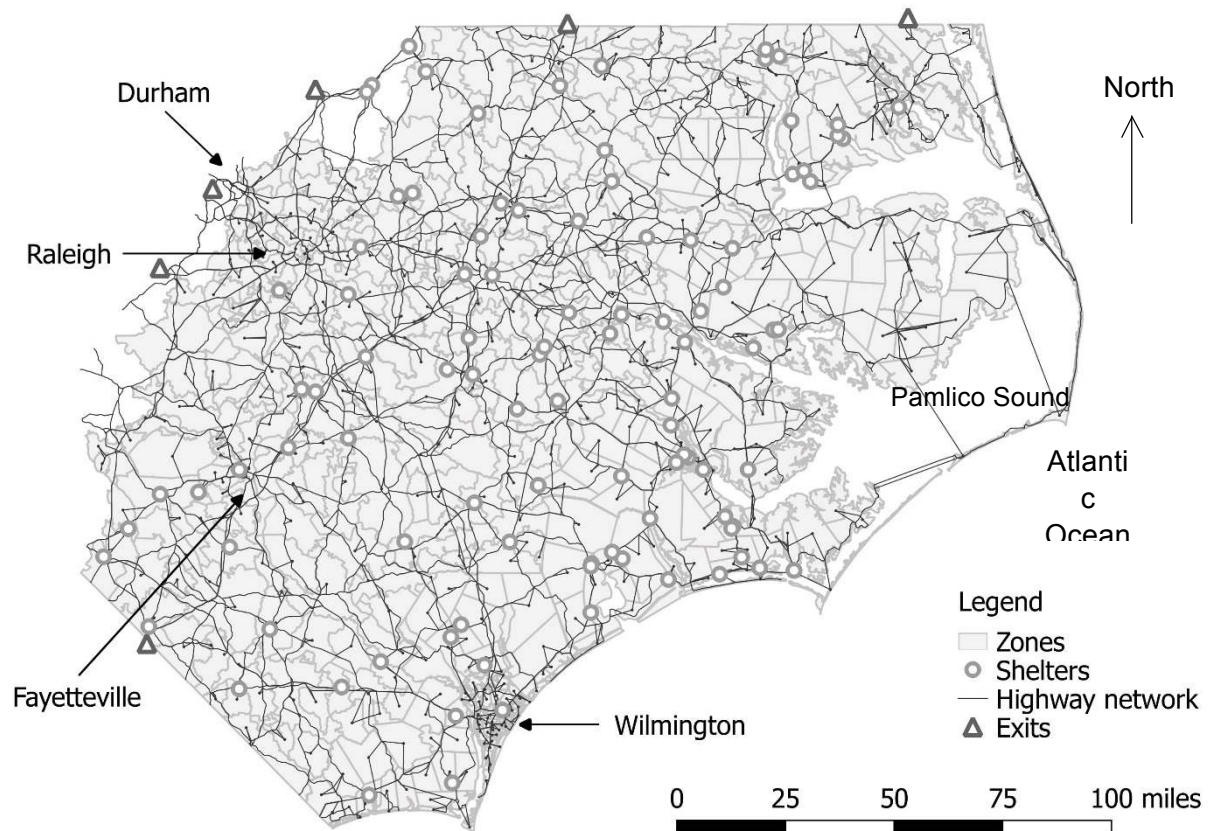 North
Durham
Raleigh
Pamlico Sound
Atlanti
c
Ocean
Legend
Zones
Shelters
Highway network
Exits
Fayetteville
Wilmington
0 25 50 75 100 miles